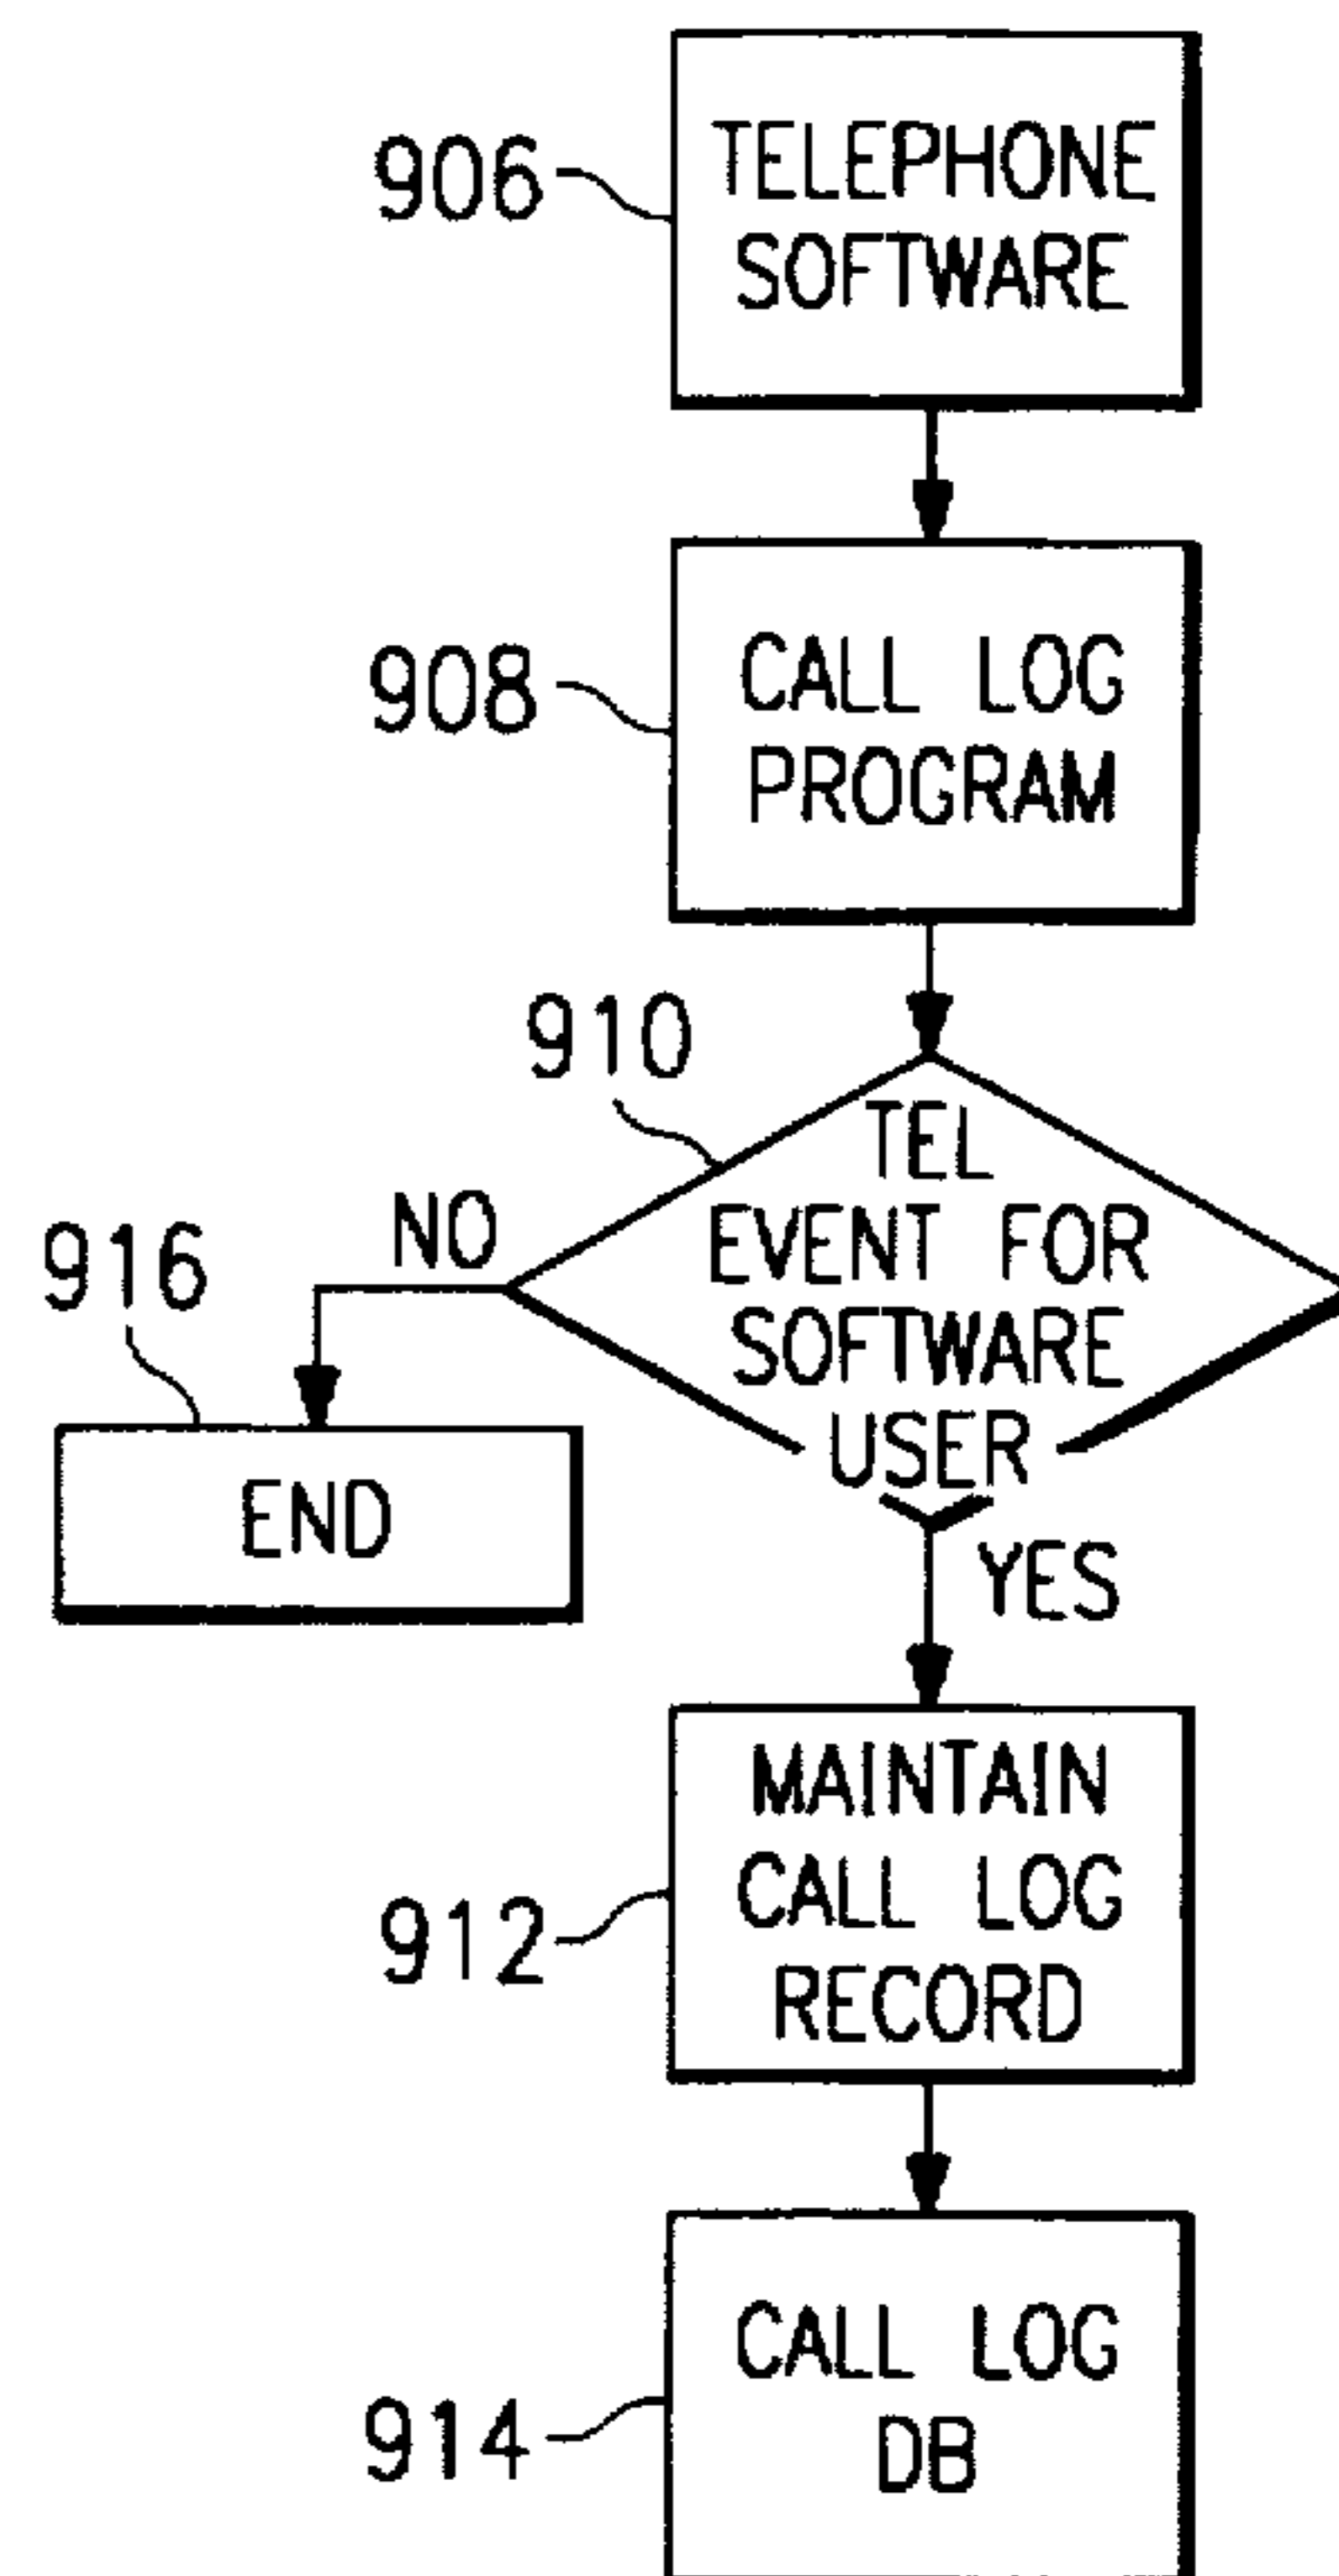 906
TELEPHONE
SOFTWARE
908
CALL LOG
PROGRAM
910
TEL
EVENT FOR
SOFTWARE
USER
NO
916
END
YES
MAINTAIN
CALL LOG
RECORD
912
CALL LOG
DB
914